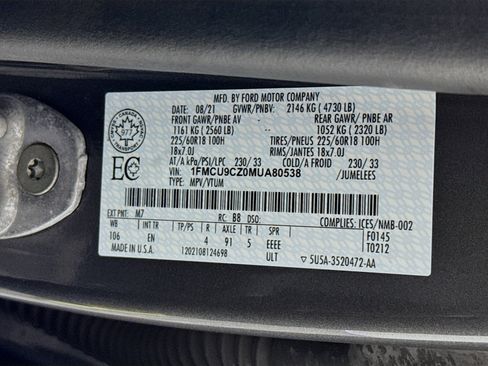 MFD. BY FORD MOTOR COMPANY
DATE: 08/21 GVWR/PNBV: 2146 KG ( 4730 LB)
FRONT GAWR/PNBE AV REAR GAWR/ PNBE AR
1161 KG ( 2560 LB) 1052 KG ( 2320 LB)
225/60R18 100H TIRES/PNEUS 225/60R18 100H
18x7.0J RIMS/JANTES 18x7.0J
AT/A kPa/PSI/LPC 230/ 33 COLD/A FROID 230/ 33
VIN: 1FMCU9CZ0MUA80538 /JUMELEES
TYPE: MPV/VTUM
CANADA
977
EC
EXT PNT: M7 RC: B8 DSO: COMPLIES: ICES/NMB-002
WB TP/PS R AX TR SPR F0145
106 EN 4 91 5 EEEE T0212
MADE IN U.S.A. 1202108124698 ULT ▽ 5U5A-3520472-AA